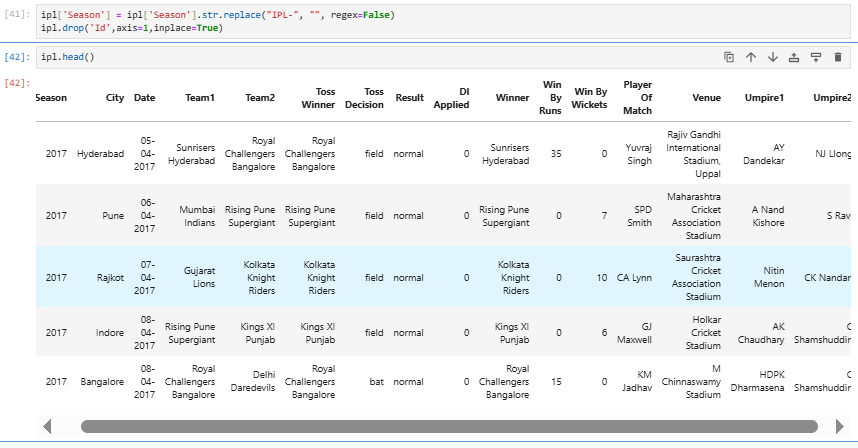 [41]: ipl['Season'] = ipl['Season'].str.replace("IPL-", "", regex=False)
ipl.drop('Id',axis=1,inplace=True)
[42]: ipl.head()
[42]:
Season City Date Team1 Team2 Toss Winner Toss Decision Result Dl Applied Winner Win By Runs Win By Wickets Player Of Match Venue Umpire1 Umpire2
2017 Hyderabad 05-04-2017 Sunrisers Hyderabad Royal Challengers Bangalore Royal Challengers Bangalore field normal 0 Sunrisers Hyderabad 35 0 Yuvraj Singh Rajiv Gandhi International Stadium, Uppal AY Dandekar NJ Llong
2017 Pune 06-04-2017 Mumbai Indians Rising Pune Supergiant Rising Pune Supergiant field normal 0 Rising Pune Supergiant 0 7 SPD Smith Maharashtra Cricket Association Stadium A Nand Kishore S Rav
2017 Rajkot 07-04-2017 Gujarat Lions Kolkata Knight Riders Kolkata Knight Riders field normal 0 Kolkata Knight Riders 0 10 CA Lynn Saurashtra Cricket Association Stadium Nitin Menon CK Nandan
2017 Indore 08-04-2017 Rising Pune Supergiant Kings XI Punjab Kings XI Punjab field normal 0 Kings XI Punjab 0 6 GJ Maxwell Holkar Cricket Stadium AK Chaudhary C Shamshuddin
2017 Bangalore 08-04-2017 Royal Challengers Bangalore Delhi Daredevils Royal Challengers Bangalore bat normal 0 Royal Challengers Bangalore 15 0 KM Jadhav M Chinnaswamy Stadium HDPK Dharmasena C Shamshuddin